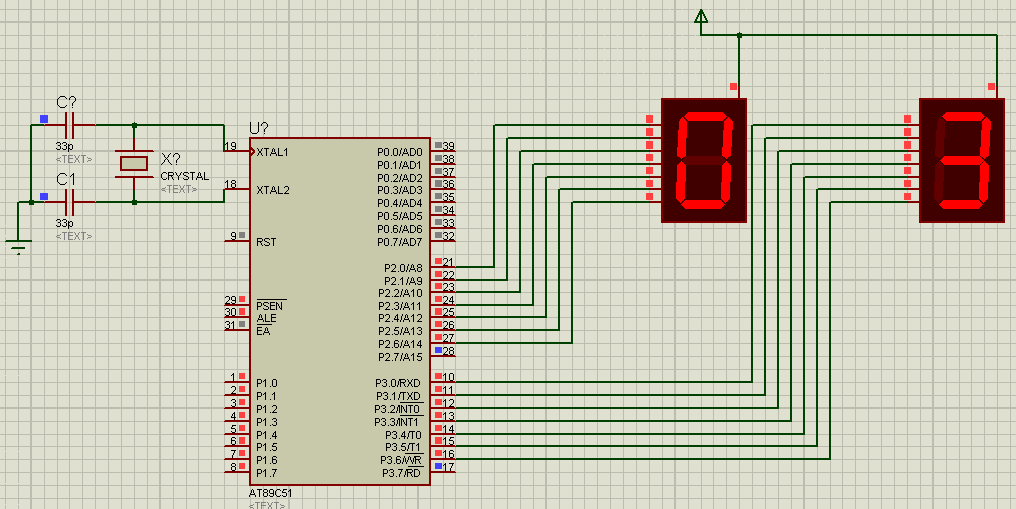 C?
33p
<TEXT>
X?
CRYSTAL
<TEXT>
C1
33p
<TEXT>
U?
19 XTAL1
18 XTAL2
9 RST
29 PSEN
30 ALE
31 EA
1 P1.0
2 P1.1
3 P1.2
4 P1.3
5 P1.4
6 P1.5
7 P1.6
8 P1.7
P0.0/AD0 39
P0.1/AD1 38
P0.2/AD2 37
P0.3/AD3 36
P0.4/AD4 35
P0.5/AD5 34
P0.6/AD6 33
P0.7/AD7 32
P2.0/A8 21
P2.1/A9 22
P2.2/A10 23
P2.3/A11 24
P2.4/A12 25
P2.5/A13 26
P2.6/A14 27
P2.7/A15 28
P3.0/RXD 10
P3.1/TXD 11
P3.2/INT0 12
P3.3/INT1 13
P3.4/T0 14
P3.5/T1 15
P3.6/WR 16
P3.7/RD 17
AT89C51
<TEXT>
0
3